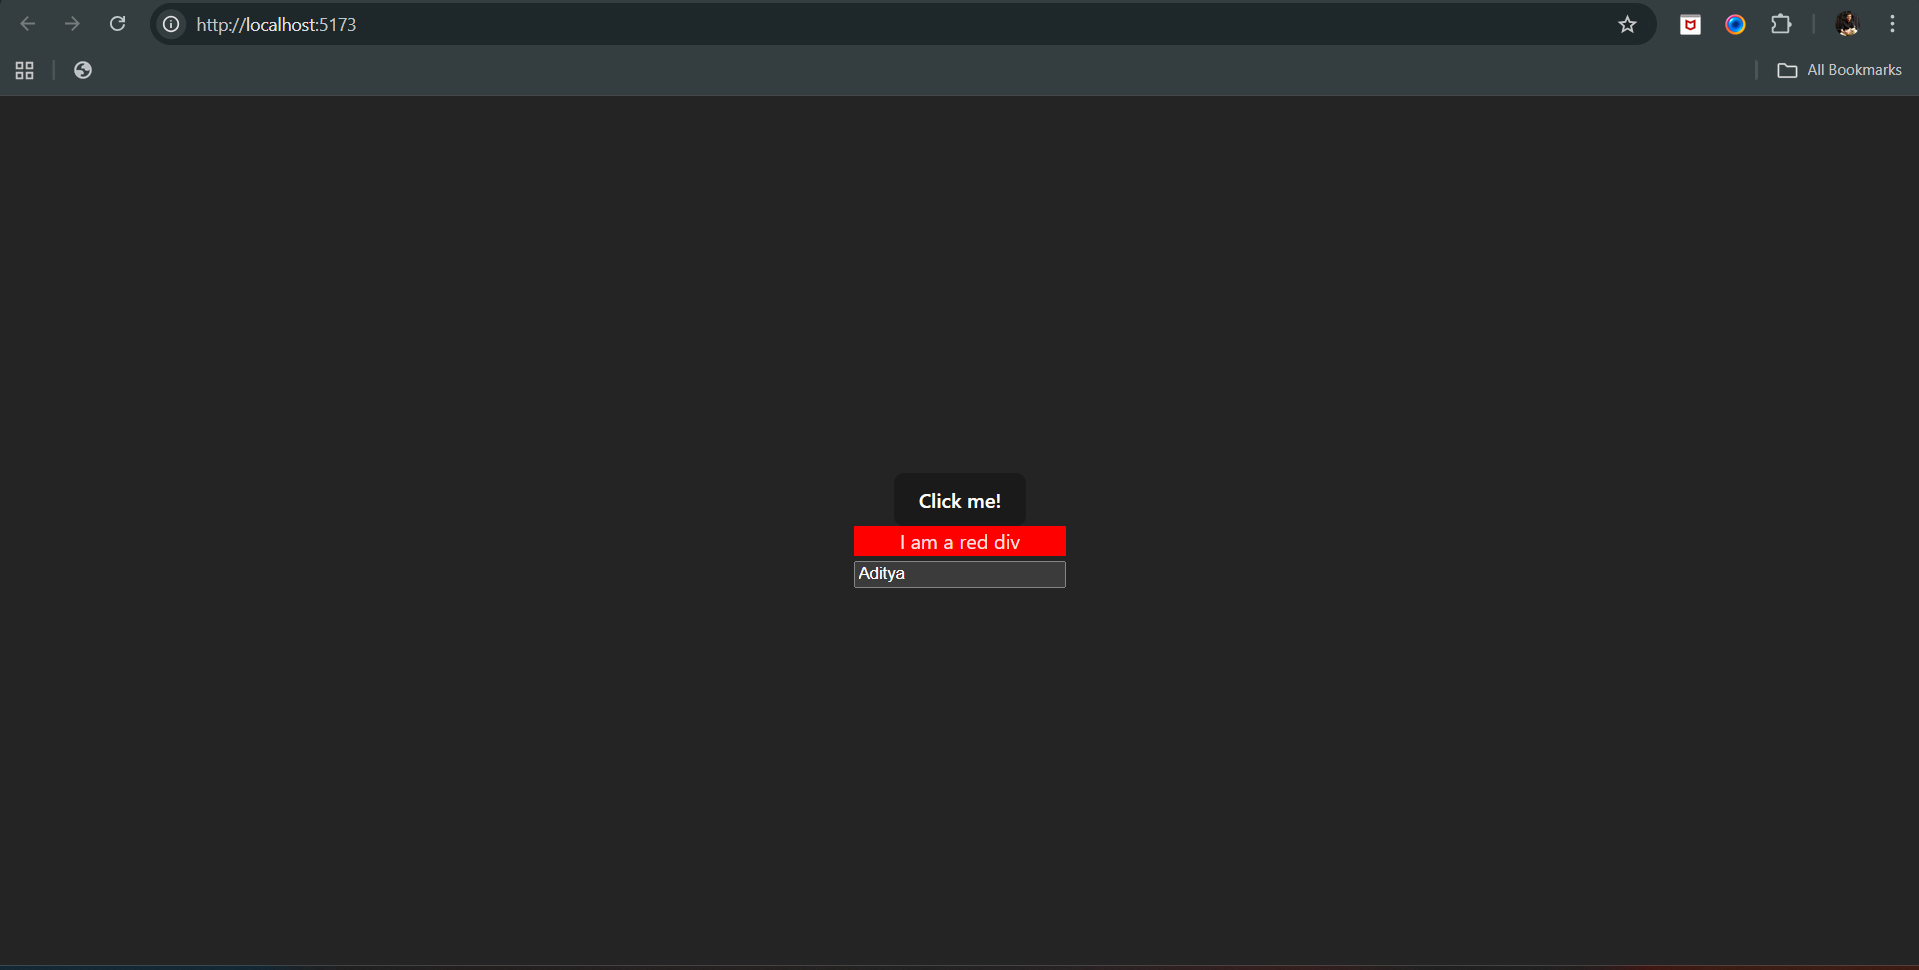 http://localhost:5173
All Bookmarks
Click me!
I am a red div
Aditya